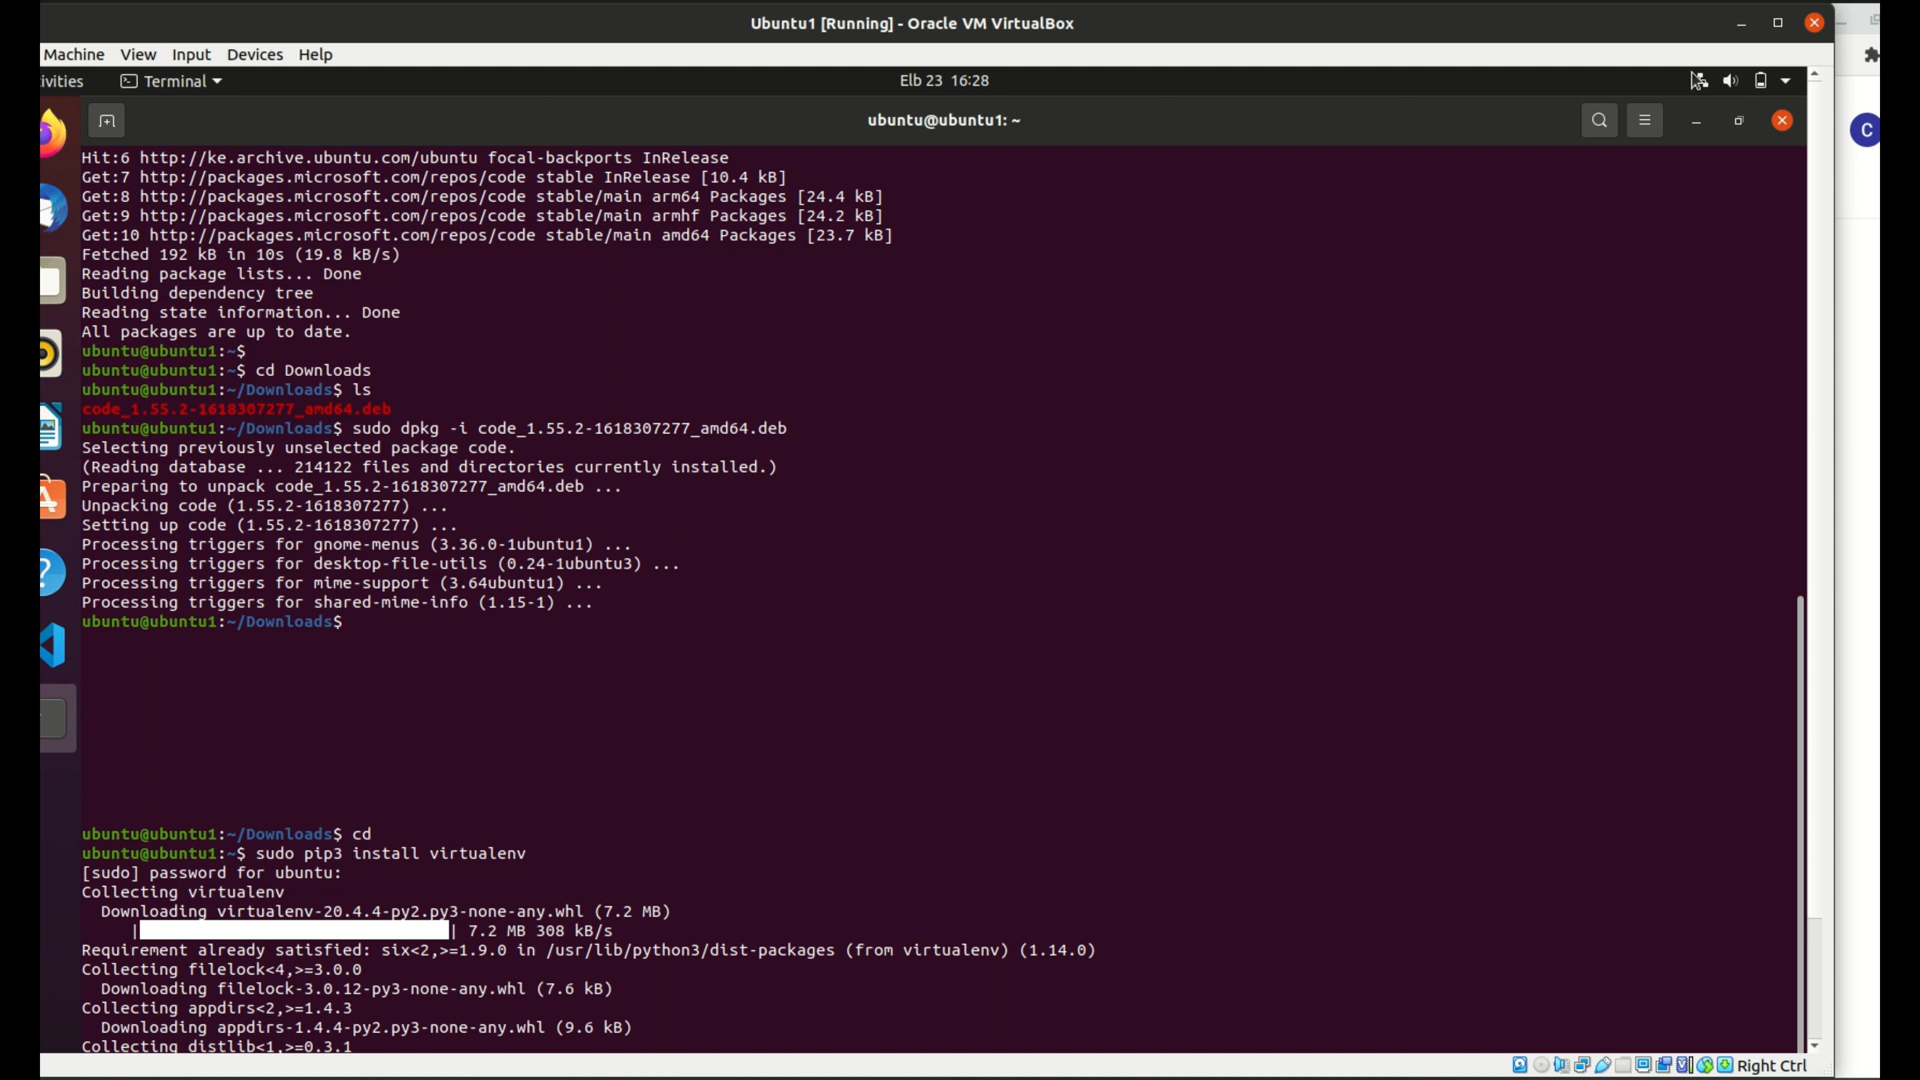 Ubuntu1 [Running] - Oracle VM VirtualBox
Machine View Input Devices Help
ivities Terminal Elb 23 16:28
ubuntu@ubuntu1: ~
C
Hit:6 http://ke.archive.ubuntu.com/ubuntu focal-backports InRelease
Get:7 http://packages.microsoft.com/repos/code stable InRelease [10.4 kB]
Get:8 http://packages.microsoft.com/repos/code stable/main arm64 Packages [24.4 kB]
Get:9 http://packages.microsoft.com/repos/code stable/main armhf Packages [24.2 kB]
Get:10 http://packages.microsoft.com/repos/code stable/main amd64 Packages [23.7 kB]
Fetched 192 kB in 10s (19.8 kB/s)
Reading package lists... Done
Building dependency tree
Reading state information... Done
All packages are up to date.
ubuntu@ubuntu1:~$
ubuntu@ubuntu1:~$ cd Downloads
ubuntu@ubuntu1:~/Downloads$ ls
code_1.55.2-1618307277_amd64.deb
ubuntu@ubuntu1:~/Downloads$ sudo dpkg -i code_1.55.2-1618307277_amd64.deb
Selecting previously unselected package code.
(Reading database ... 214122 files and directories currently installed.)
Preparing to unpack code_1.55.2-1618307277_amd64.deb ...
Unpacking code (1.55.2-1618307277) ...
Setting up code (1.55.2-1618307277) ...
Processing triggers for gnome-menus (3.36.0-1ubuntu1) ...
Processing triggers for desktop-file-utils (0.24-1ubuntu3) ...
Processing triggers for mime-support (3.64ubuntu1) ...
Processing triggers for shared-mime-info (1.15-1) ...
ubuntu@ubuntu1:~/Downloads$
ubuntu@ubuntu1:~/Downloads$ cd
ubuntu@ubuntu1:~$ sudo pip3 install virtualenv
[sudo] password for ubuntu:
Collecting virtualenv
Downloading virtualenv-20.4.4-py2.py3-none-any.whl (7.2 MB)
| | 7.2 MB 308 kB/s
Requirement already satisfied: six<2,>=1.9.0 in /usr/lib/python3/dist-packages (from virtualenv) (1.14.0)
Collecting filelock<4,>=3.0.0
Downloading filelock-3.0.12-py3-none-any.whl (7.6 kB)
Collecting appdirs<2,>=1.4.3
Downloading appdirs-1.4.4-py2.py3-none-any.whl (9.6 kB)
Collecting distlib<1,>=0.3.1
Right Ctrl